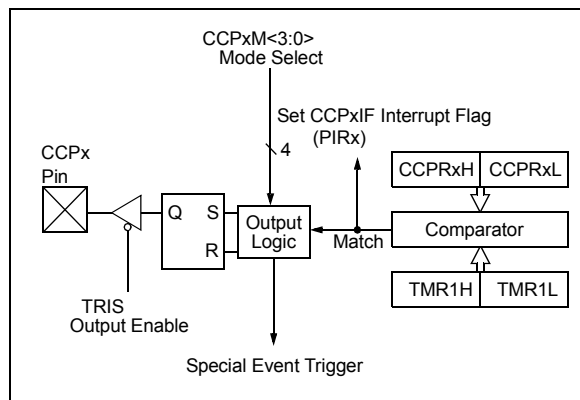 CCPxM<3:0>
Mode Select
Set CCPxIF Interrupt Flag
(PIRx)
4
CCPx
Pin
CCPRxH CCPRxL
Q S
R
Output
Logic
Match
Comparator
TMR1H TMR1L
TRIS
Output Enable
Special Event Trigger